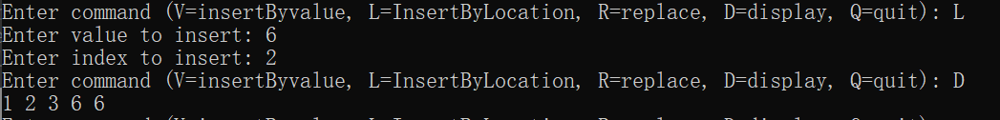 Enter command (V=insertByvalue, L=InsertByLocation, R=replace, D=display, Q=quit): L
Enter value to insert: 6
Enter index to insert: 2
Enter command (V=insertByvalue, L=InsertByLocation, R=replace, D=display, Q=quit): D
1 2 3 6 6